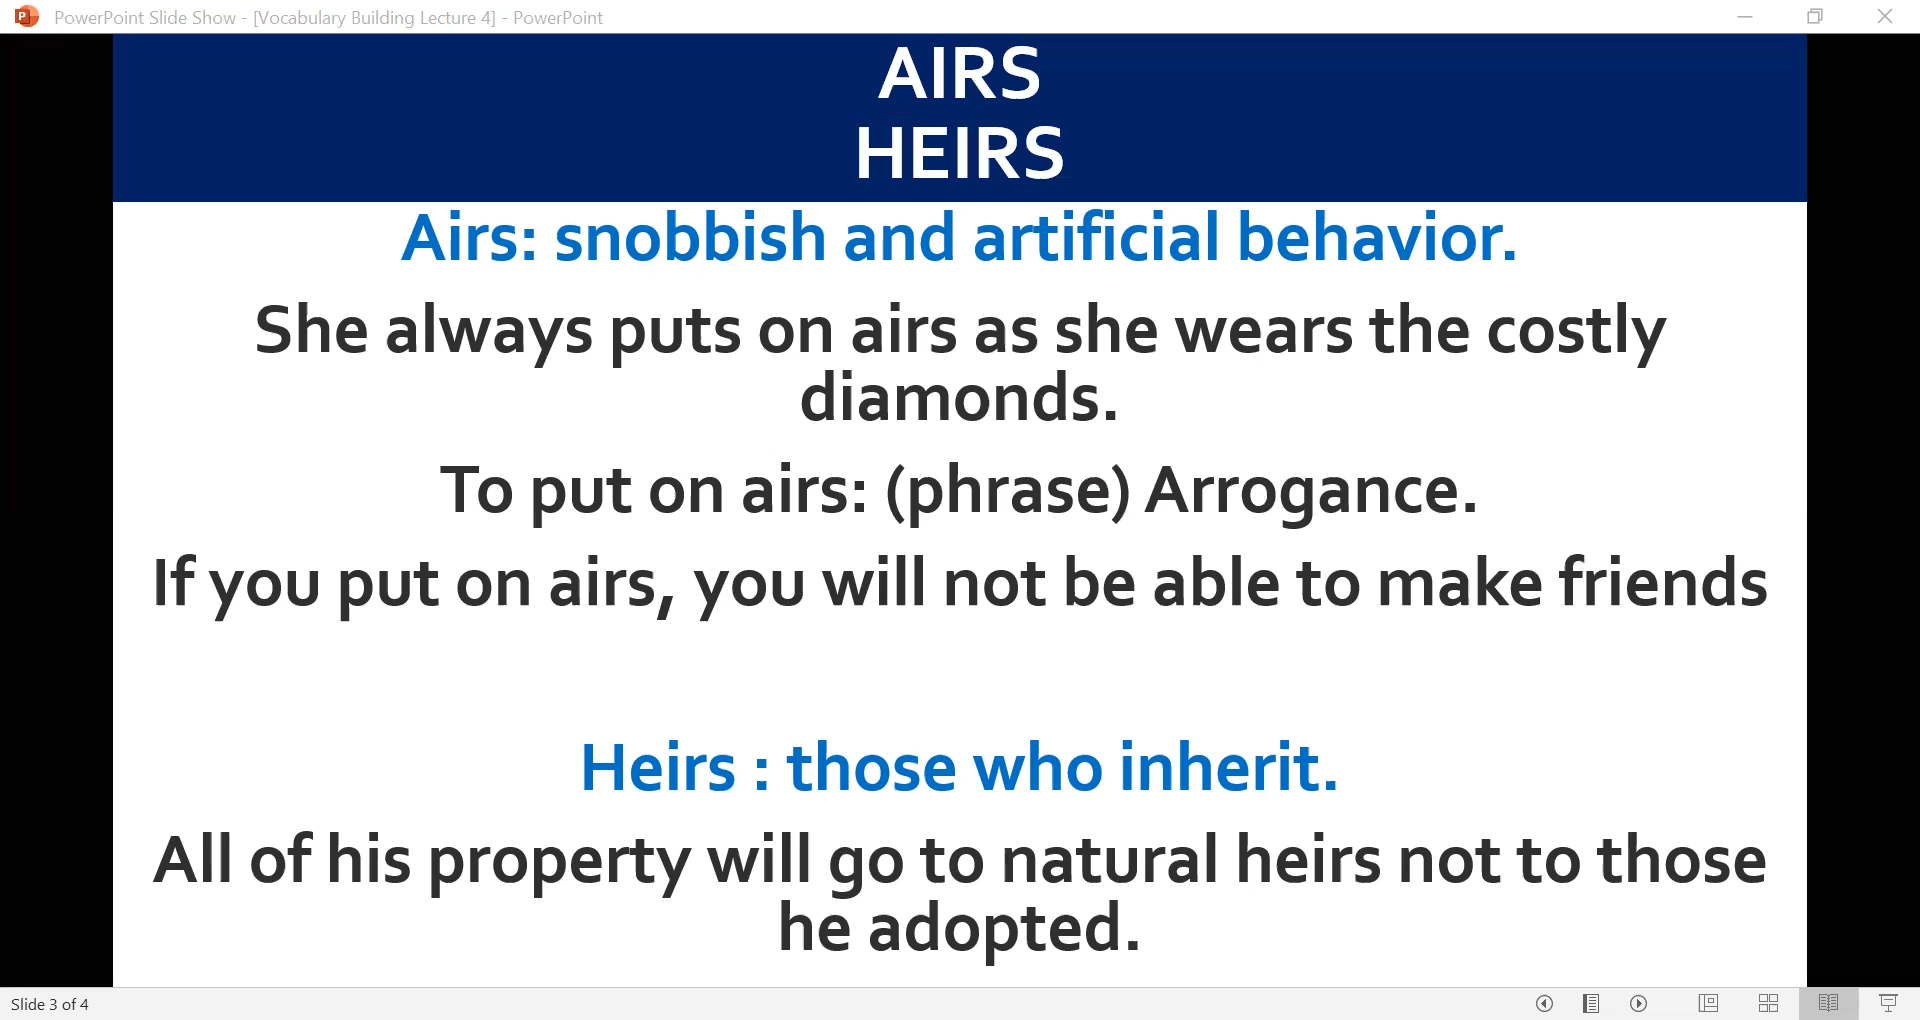 PowerPoint Slide Show - [Vocabulary Building Lecture 4] - PowerPoint
AIRS
HEIRS
Airs: snobbish and artificial behavior.
She always puts on airs as she wears the costly
diamonds.
To put on airs: (phrase) Arrogance.
If you put on airs, you will not be able to make friends
Heirs : those who inherit.
All of his property will go to natural heirs not to those
he adopted.
Slide 3 of 4